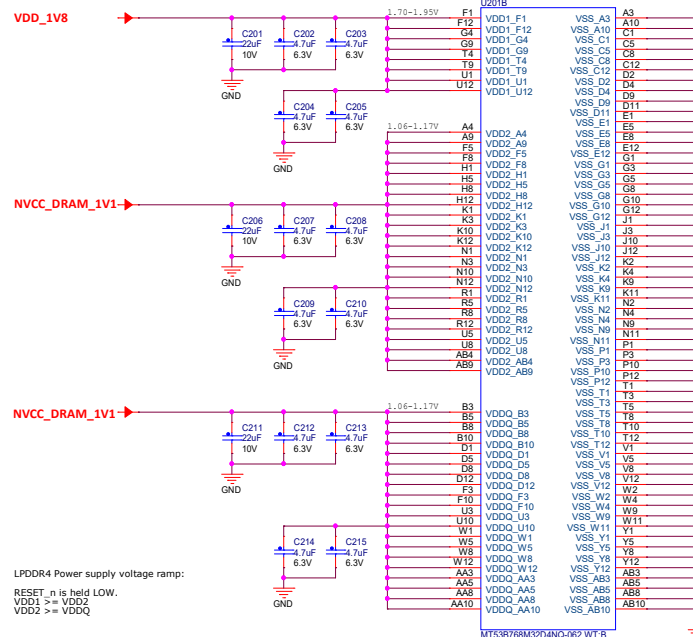 U201B
VDD_1V8
1.70-1.95V
C201
22uF
10V
C202
4.7uF
6.3V
C203
4.7uF
6.3V
GND
C204
4.7uF
6.3V
C205
4.7uF
6.3V
GND
F1 VDD1_F1
F12 VDD1_F12
G4 VDD1_G4
G9 VDD1_G9
T4 VDD1_T4
T9 VDD1_T9
U1 VDD1_U1
U12 VDD1_U12
NVCC_DRAM_1V1
1.06-1.17V
C206
22uF
10V
C207
4.7uF
6.3V
C208
4.7uF
6.3V
GND
C209
4.7uF
6.3V
C210
4.7uF
6.3V
GND
A4 VDD2_A4
A9 VDD2_A9
F5 VDD2_F5
F8 VDD2_F8
H1 VDD2_H1
H5 VDD2_H5
H8 VDD2_H8
H12 VDD2_H12
K1 VDD2_K1
K3 VDD2_K3
K10 VDD2_K10
K12 VDD2_K12
N1 VDD2_N1
N3 VDD2_N3
N10 VDD2_N10
N12 VDD2_N12
R1 VDD2_R1
R5 VDD2_R5
R8 VDD2_R8
R12 VDD2_R12
U5 VDD2_U5
U8 VDD2_U8
AB4 VDD2_AB4
AB9 VDD2_AB9
NVCC_DRAM_1V1
1.06-1.17V
C211
22uF
10V
C212
4.7uF
6.3V
C213
4.7uF
6.3V
GND
C214
4.7uF
6.3V
C215
4.7uF
6.3V
GND
B3 VDDQ_B3
B5 VDDQ_B5
B8 VDDQ_B8
B10 VDDQ_B10
D1 VDDQ_D1
D5 VDDQ_D5
D8 VDDQ_D8
D12 VDDQ_D12
F3 VDDQ_F3
F10 VDDQ_F10
U3 VDDQ_U3
U10 VDDQ_U10
W1 VDDQ_W1
W5 VDDQ_W5
W8 VDDQ_W8
W12 VDDQ_W12
AA3 VDDQ_AA3
AA5 VDDQ_AA5
AA8 VDDQ_AA8
AA10 VDDQ_AA10
VSS_A3 A3
VSS_A10 A10
VSS_C1 C1
VSS_C5 C5
VSS_C8 C8
VSS_C12 C12
VSS_D2 D2
VSS_D4 D4
VSS_D9 D9
VSS_D11 D11
VSS_E1 E1
VSS_E5 E5
VSS_E8 E8
VSS_E12 E12
VSS_G1 G1
VSS_G3 G3
VSS_G5 G5
VSS_G8 G8
VSS_G10 G10
VSS_G12 G12
VSS_J1 J1
VSS_J3 J3
VSS_J10 J10
VSS_J12 J12
VSS_K2 K2
VSS_K4 K4
VSS_K9 K9
VSS_K11 K11
VSS_N2 N2
VSS_N4 N4
VSS_N9 N9
VSS_N11 N11
VSS_P1 P1
VSS_P3 P3
VSS_P10 P10
VSS_P12 P12
VSS_T1 T1
VSS_T3 T3
VSS_T5 T5
VSS_T8 T8
VSS_T10 T10
VSS_T12 T12
VSS_V1 V1
VSS_V5 V5
VSS_V8 V8
VSS_V12 V12
VSS_W2 W2
VSS_W4 W4
VSS_W9 W9
VSS_W11 W11
VSS_Y1 Y1
VSS_Y5 Y5
VSS_Y8 Y8
VSS_Y12 Y12
VSS_AB3 AB3
VSS_AB5 AB5
VSS_AB8 AB8
VSS_AB10 AB10
LPDDR4 Power supply voltage ramp:
RESET_n is held LOW.
VDD1 >= VDD2
VDD2 >= VDDQ
MT53B768M32D4NQ-062 WT:B